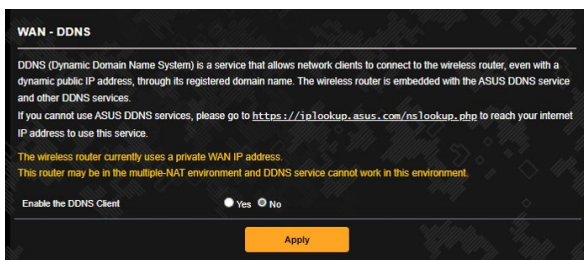 WAN - DDNS
DDNS (Dynamic Domain Name System) is a service that allows network clients to connect to the wireless router, even with a
dynamic public IP address, through its registered domain name. The wireless router is embedded with the ASUS DDNS service
and other DDNS services.
If you cannot use ASUS DDNS services, please go to https://iplookup.asus.com/nslookup.php to reach your internet
IP address to use this service.
The wireless router currently uses a private WAN IP address.
This router may be in the multiple-NAT environment and DDNS service cannot work in this environment.
Enable the DDNS Client Yes No
Apply